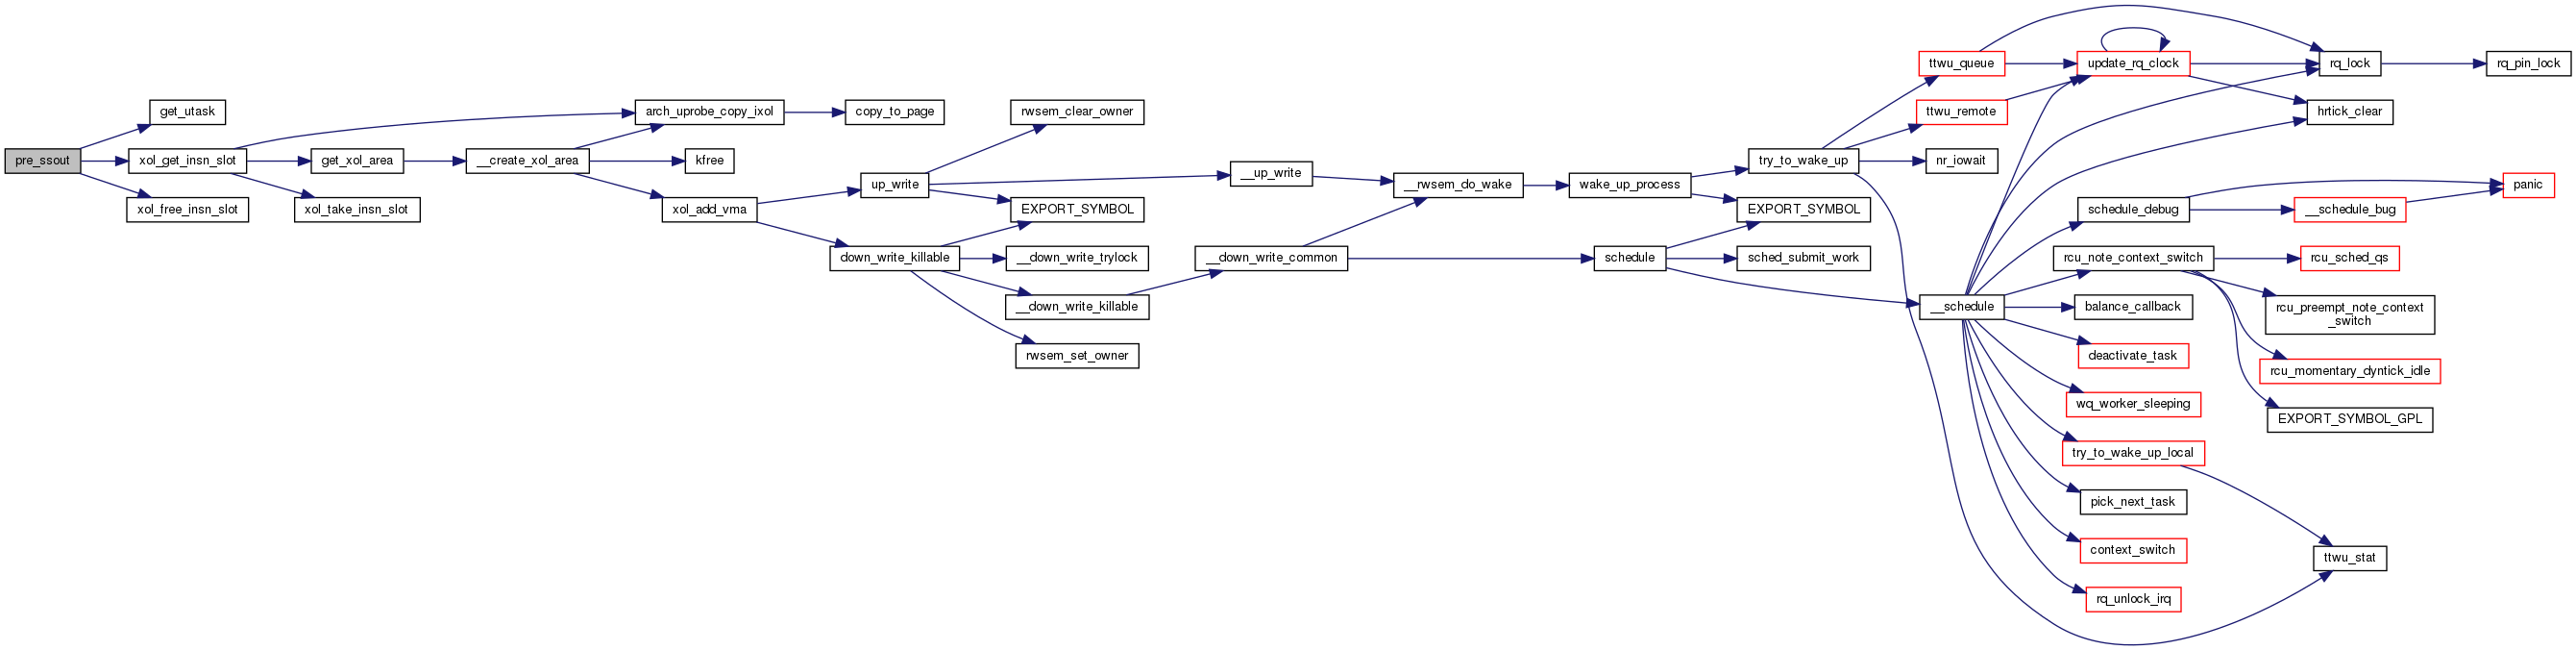 pre_ssout
get_utask
xol_get_insn_slot
xol_free_insn_slot
get_xol_area
xol_take_insn_slot
__create_xol_area
arch_uprobe_copy_ixol
kfree
xol_add_vma
copy_to_page
up_write
down_write_killable
rwsem_clear_owner
EXPORT_SYMBOL
__down_write_trylock
__down_write_killable
rwsem_set_owner
__up_write
__down_write_common
__rwsem_do_wake
wake_up_process
schedule
try_to_wake_up
EXPORT_SYMBOL
sched_submit_work
ttwu_queue
ttwu_remote
nr_iowait
__schedule
update_rq_clock
schedule_debug
rcu_note_context_switch
balance_callback
deactivate_task
wq_worker_sleeping
try_to_wake_up_local
pick_next_task
context_switch
rq_unlock_irq
rq_lock
hrtick_clear
__schedule_bug
rcu_sched_qs
rcu_preempt_note_context
_switch
rcu_momentary_dyntick_idle
EXPORT_SYMBOL_GPL
ttwu_stat
rq_pin_lock
panic